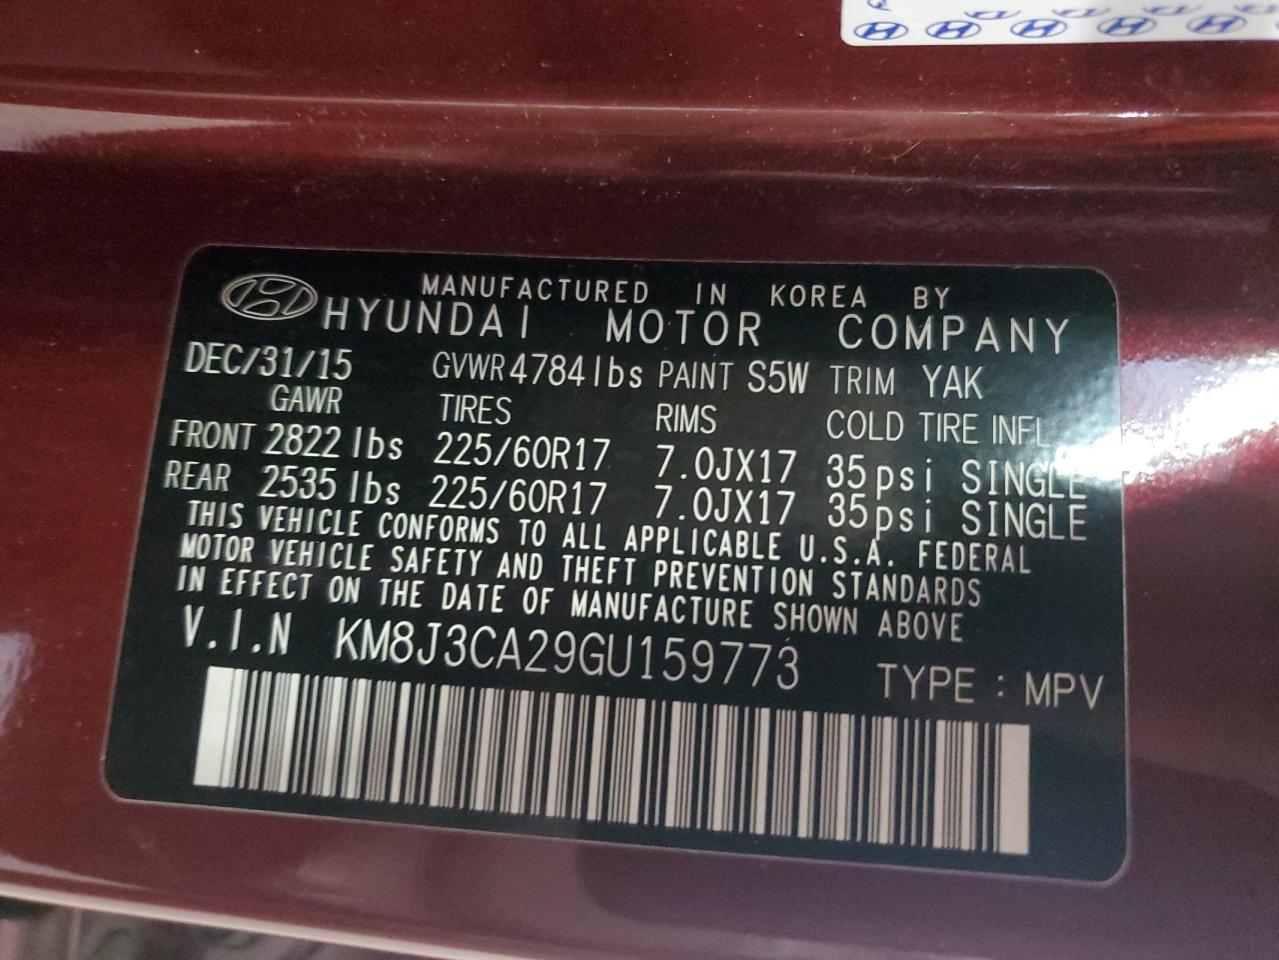 MANUFACTURED IN KOREA BY
HYUNDAI MOTOR COMPANY
DEC/31/15 GVWR 4784lbs PAINT S5W TRIM YAK
GAWR TIRES RIMS COLD TIRE INFL
FRONT 2822 lbs 225/60R17 7.0JX17 35psi SINGLE
REAR 2535 lbs 225/60R17 7.0JX17 35psi SINGLE
THIS VEHICLE CONFORMS TO ALL APPLICABLE U.S.A. FEDERAL
MOTOR VEHICLE SAFETY AND THEFT PREVENTION STANDARDS
IN EFFECT ON THE DATE OF MANUFACTURE SHOWN ABOVE
V.I.N KM8J3CA29GU159773 TYPE : MPV